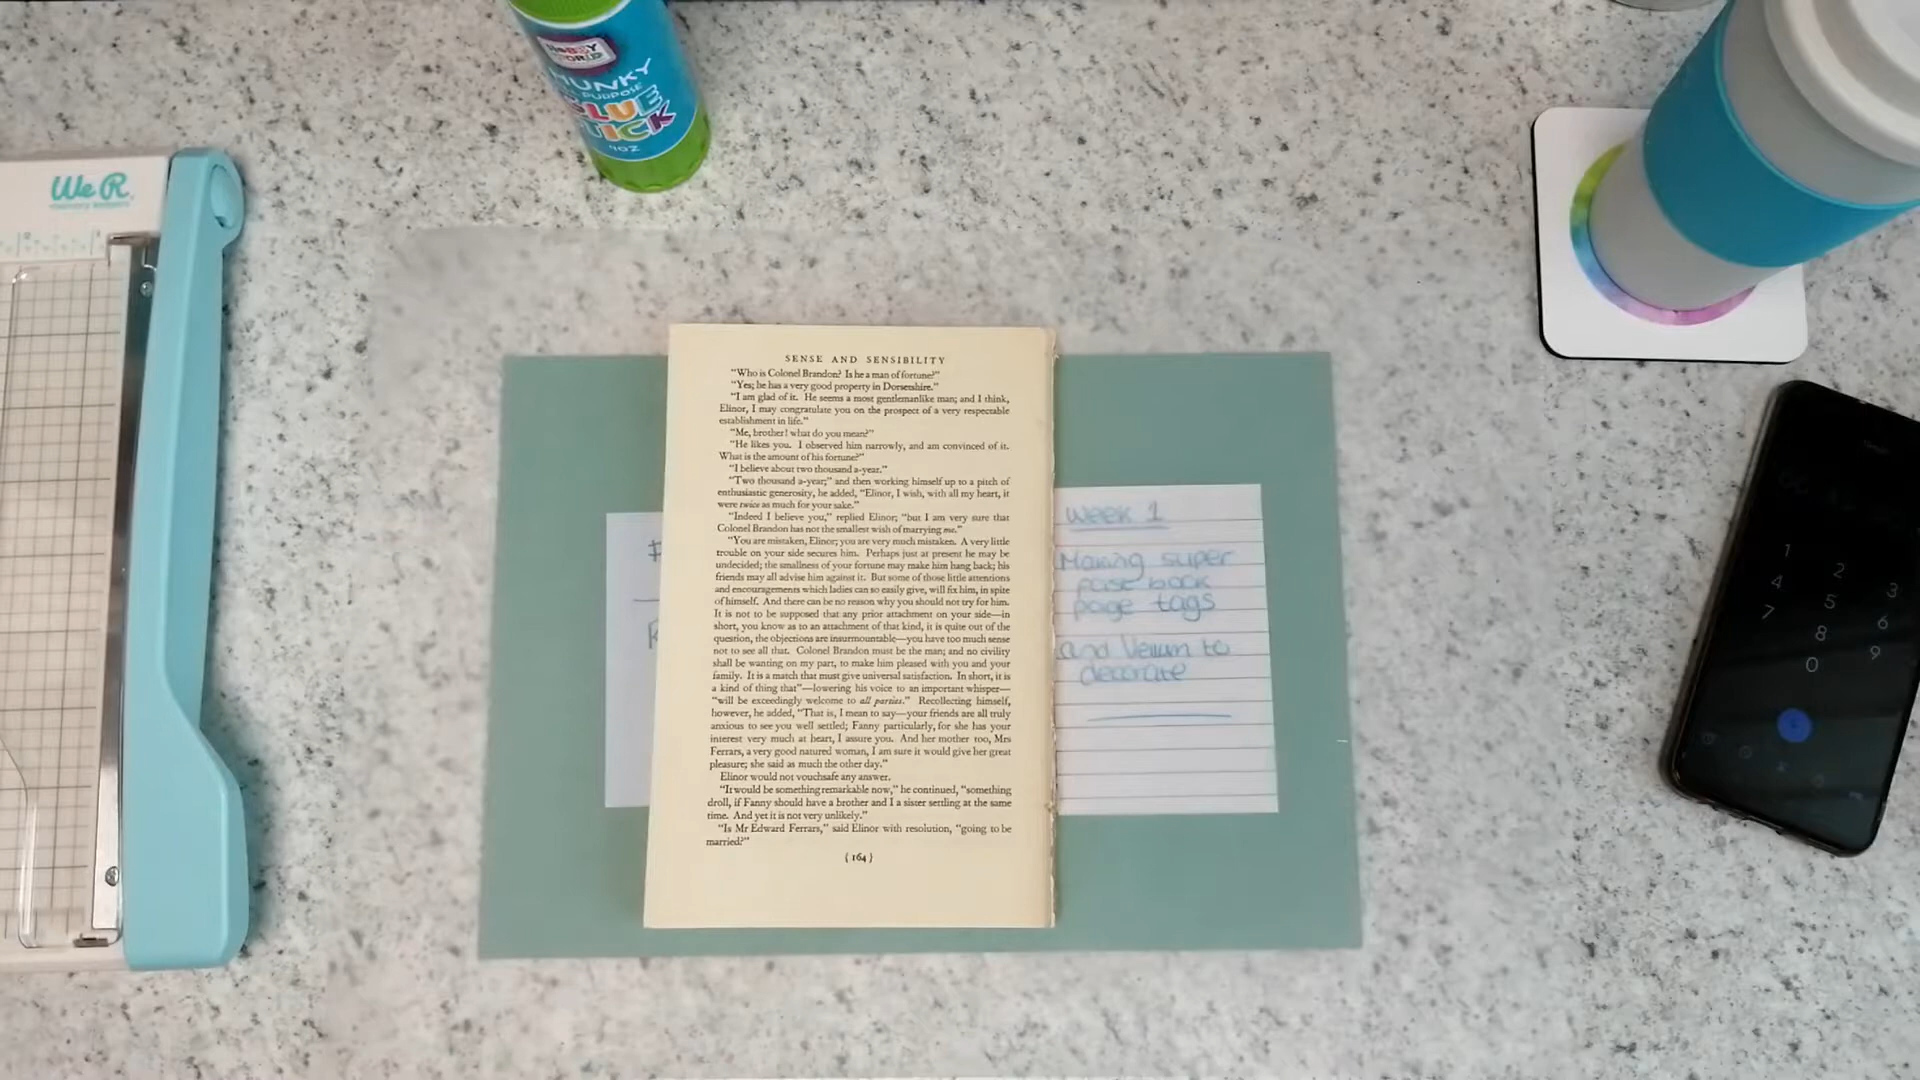 HOBBY
WORLD
CHUNKY
PURPOSE
GLUE
STICK
4OZ
We R
memory keepers
SENSE AND SENSIBILITY
“Who is Colonel Brandon? Is he a man of fortune?”
“Yes; he has a very good property in Dorsetshire.”
“I am glad of it. He seems a most gentlemanlike man; and I think,
Elinor, I may congratulate you on the prospect of a very respectable
establishment in life.”
“Me, brother! what do you mean?”
“He likes you. I observed him narrowly, and am convinced of it.
What is the amount of his fortune?”
“I believe about two thousand a-year.”
“Two thousand a-year;” and then working himself up to a pitch of
enthusiastic generosity, he added, “Elinor, I wish, with all my heart, it
were twice as much for your sake.”
“Indeed I believe you,” replied Elinor; “but I am very sure that
Colonel Brandon has not the smallest wish of marrying me.”
“You are mistaken, Elinor; you are very much mistaken. A very little
trouble on your side secures him. Perhaps just at present he may be
undecided; the smallness of your fortune may make him hang back; his
friends may all advise him against it. But some of those little attentions
and encouragements which ladies can so easily give, will fix him, in spite
of himself. And there can be no reason why you should not try for him.
It is not to be supposed that any prior attachment on your side—in
short, you know as to an attachment of that kind, it is quite out of the
question, the objections are insurmountable—you have too much sense
not to see all that. Colonel Brandon must be the man; and no civility
shall be wanting on my part, to make him pleased with you and your
family. It is a match that must give universal satisfaction. In short, it is
a kind of thing that”—lowering his voice to an important whisper—
“will be exceedingly welcome to all parties.” Recollecting himself,
however, he added, “That is, I mean to say—your friends are all truly
anxious to see you well settled; Fanny particularly, for she has your
interest very much at heart, I assure you. And her mother too, Mrs
Ferrars, a very good natured woman, I am sure it would give her great
pleasure; she said as much the other day.”
Elinor would not vouchsafe any answer.
“It would be something remarkable now,” he continued, “something
droll, if Fanny should have a brother and I a sister settling at the same
time. And yet it is not very unlikely.”
“Is Mr Edward Ferrars,” said Elinor with resolution, “going to be
married?”
(164)
Week 1
Making super
fast book
page tags
and Vellum to
decorate
1 2 3
4 5 6
7 8 9
0